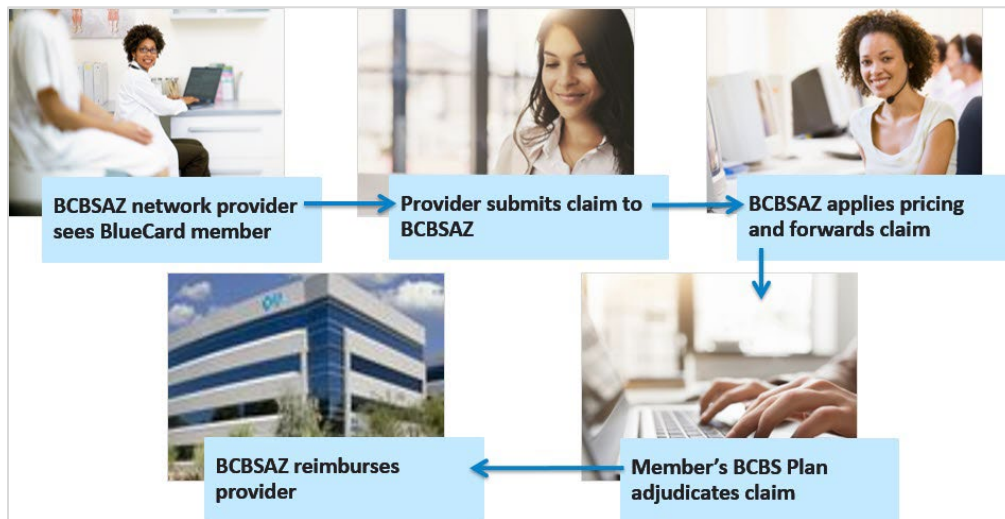 BCBSAZ network provider
sees BlueCard member
Provider submits claim to
BCBSAZ
BCBSAZ applies pricing
and forwards claim
Member's BCBS Plan
adjudicates claim
BCBSAZ reimburses
provider